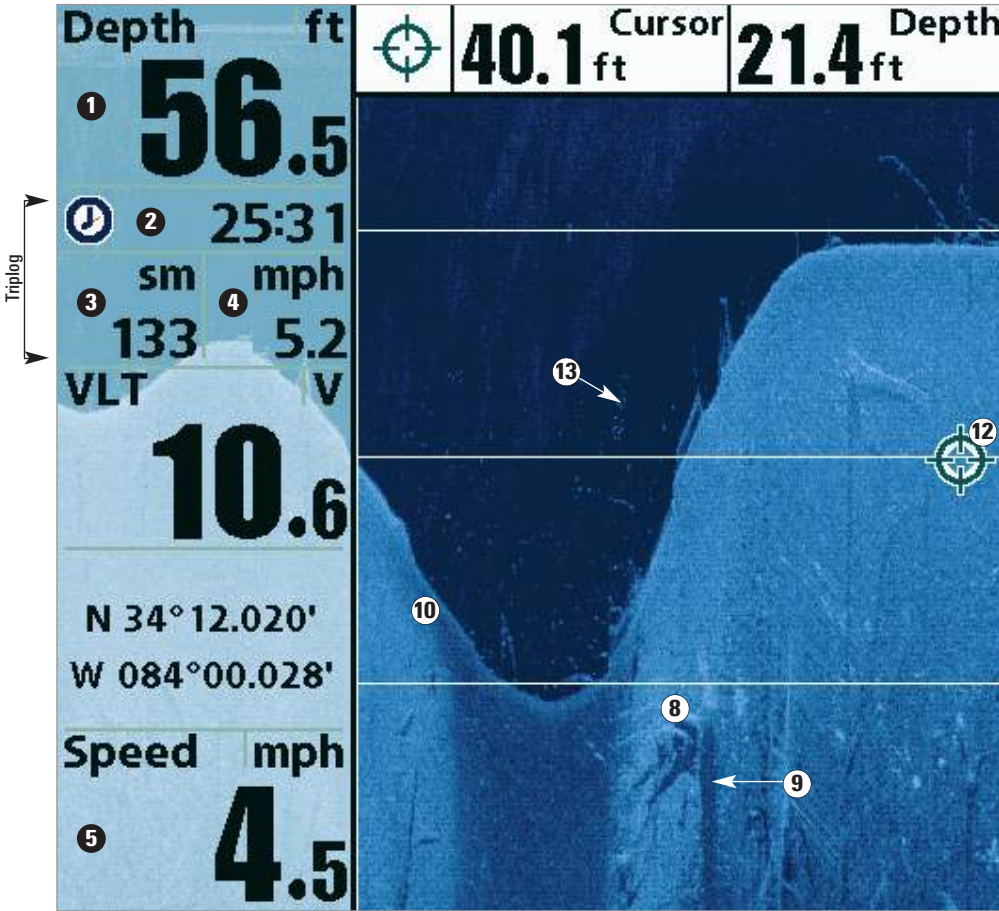 Depth ft
1 56.5
2 25:31
Triplog
sm mph
3 133 4 5.2
VLT V
10.6
N 34°12.020'
W 084°00.028'
Speed mph
5 4.5
40.1 ft Cursor
21.4 ft Depth
13
12
10
8
9